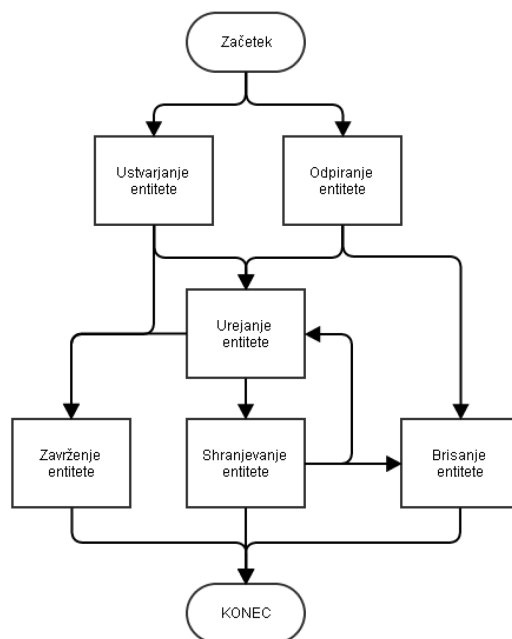 Začetek
Ustvarjanje
entitete
Odpiranje
entitete
Urejanje
entitete
Zavrženje
entitete
Shranjevanje
entitete
Brisanje
entitete
KONEC